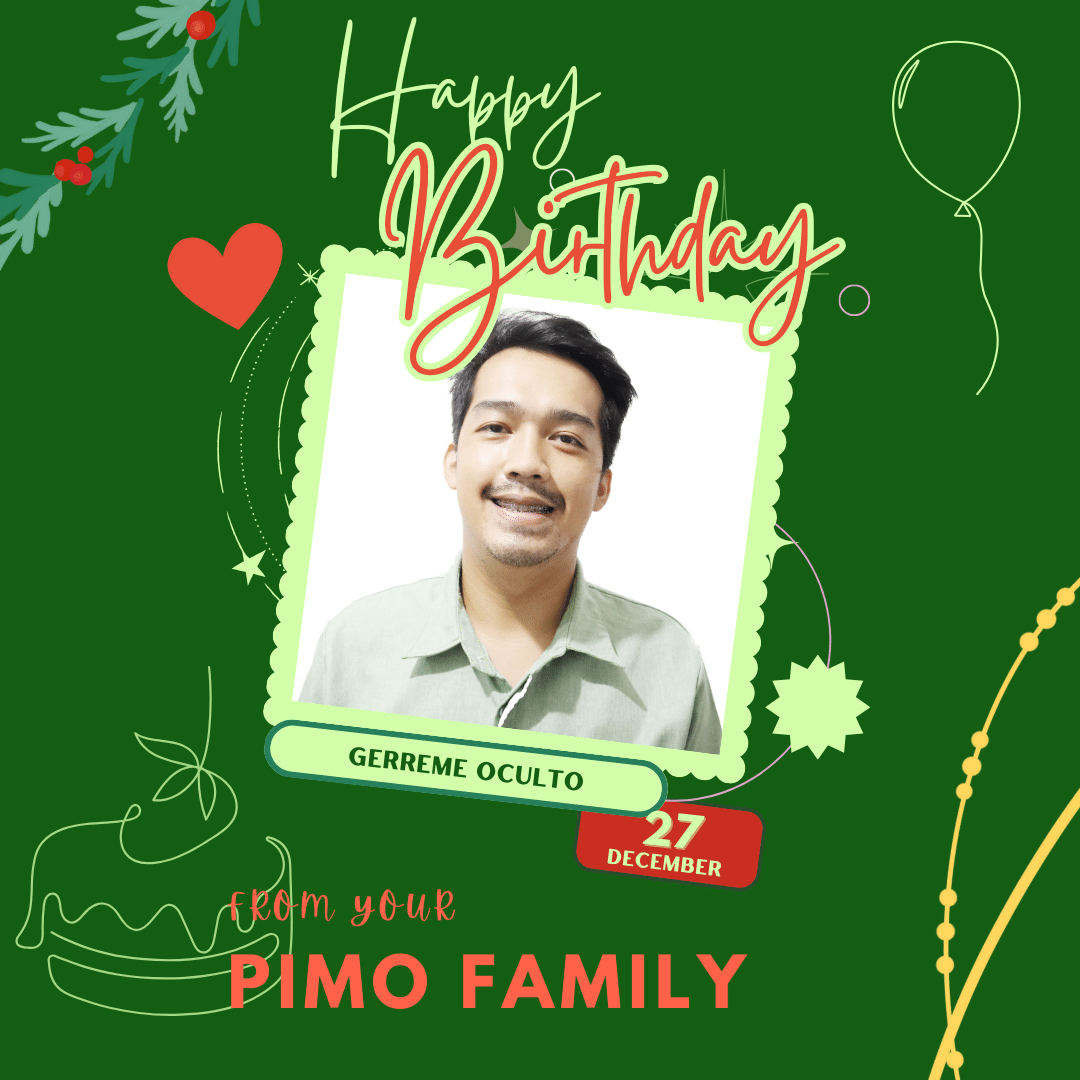 Happy
Birthday
GERREME OCULTO
27
DECEMBER
FROM YOUR
PIMO FAMILY